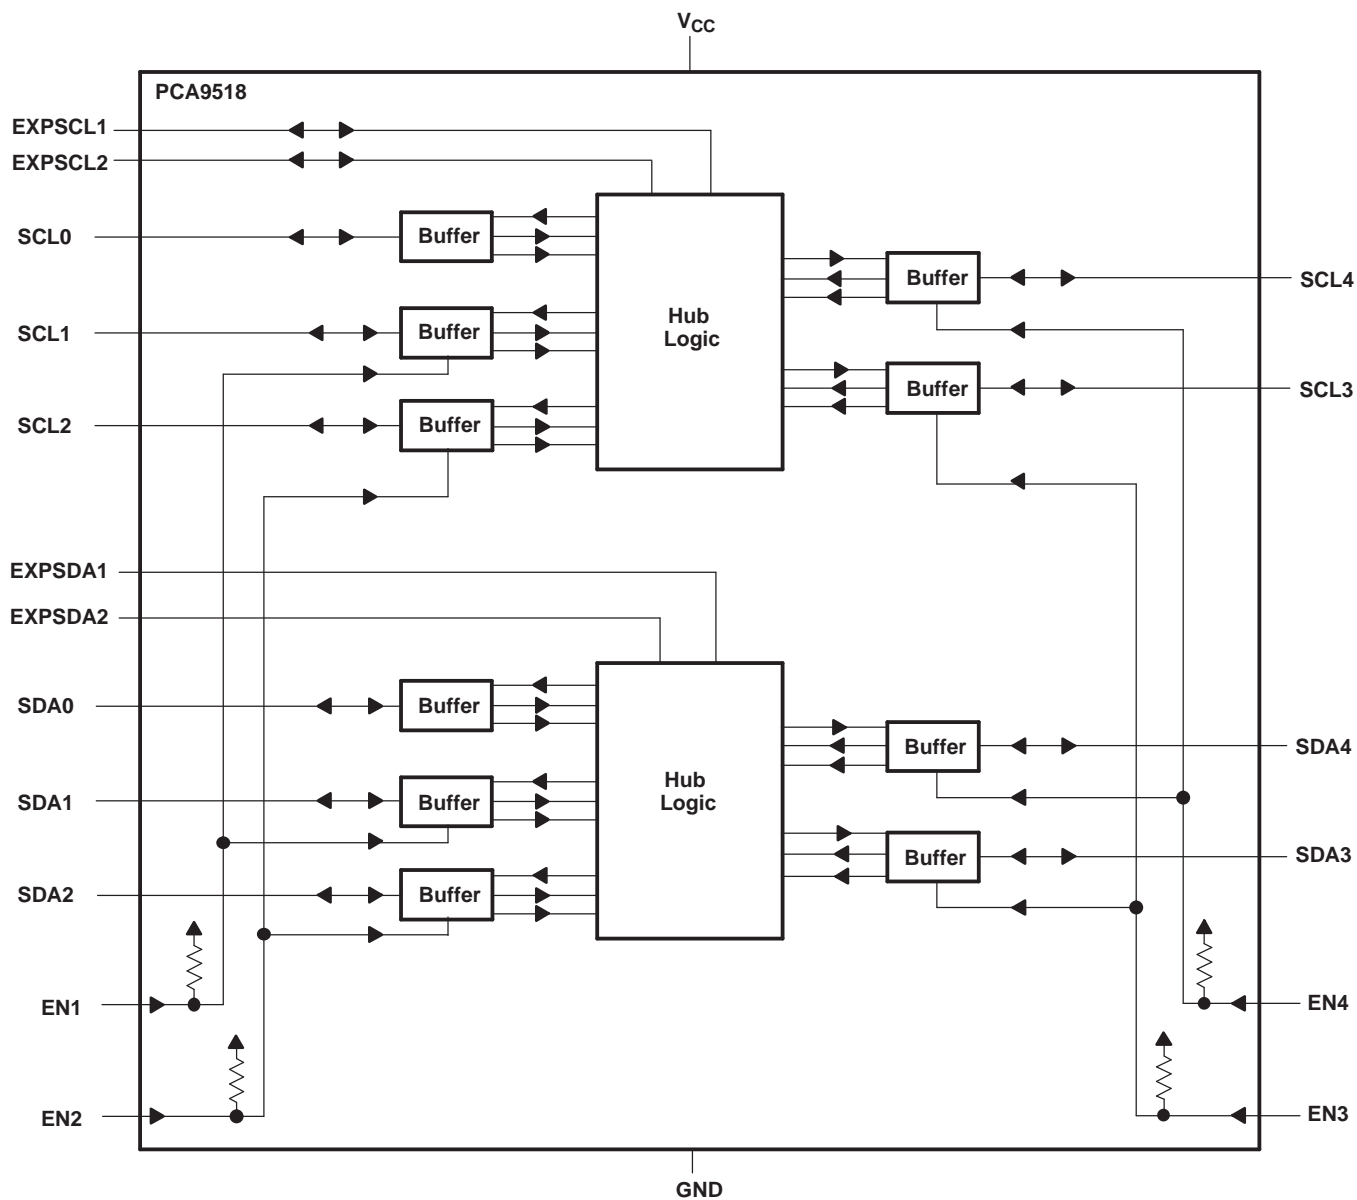 VCC
PCA9518
EXPSCL1
EXPSCL2
SCL0
Buffer
SCL1
Buffer
SCL2
Buffer
Hub
Logic
Buffer
SCL4
Buffer
SCL3
EXPSDA1
EXPSDA2
SDA0
Buffer
SDA1
Buffer
SDA2
Buffer
Hub
Logic
Buffer
SDA4
Buffer
SDA3
EN1
EN2
EN4
EN3
GND